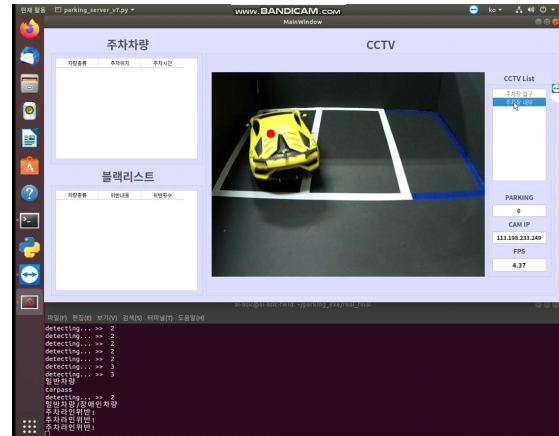 현재 활동 parking_server_v7.py ▾
www.BANDICAM.com
ko ▾
MainWindow
주차차량
차량종류 주차위치 주차시간
블랙리스트
차량종류 위반내용 위반횟수
CCTV
CCTV List
주차장 입구
주차장 내부
PARKING
0
CAM IP
113.198.233.249
FPS
4.37
파일(F) 편집(E) 보기(V) 검색(S) 터미널(T) 도움말(H)
detecting... >> 2
detecting... >> 2
detecting... >> 2
detecting... >> 2
detecting... >> 2
detecting... >> 3
detecting... >> 3
일반차량
carpass
detecting... >> 2
일반차량/장애인차량
주차라인위반!
주차라인위반!
주차라인위반!